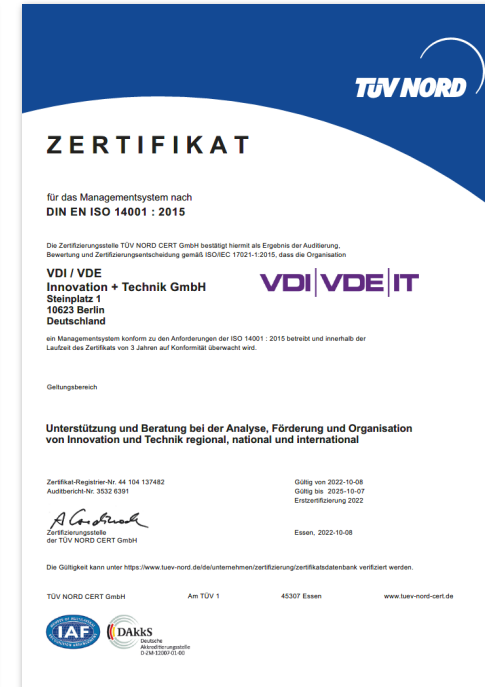 TÜV NORD
ZERTIFIKAT
für das Managementsystem nach
DIN EN ISO 14001 : 2015
Die Zertifizierungsstelle TÜV NORD CERT GmbH bestätigt hiermit als Ergebnis der Auditierung,
Bewertung und Zertifizierungsentscheidung gemäß ISO/IEC 17021-1:2015, dass die Organisation
VDI / VDE
Innovation + Technik GmbH
Steinplatz 1
10623 Berlin
Deutschland
VDI|VDE|IT
ein Managementsystem konform zu den Anforderungen der ISO 14001 : 2015 betreibt und innerhalb der
Laufzeit des Zertifikats von 3 Jahren auf Konformität überwacht wird.
Geltungsbereich
Unterstützung und Beratung bei der Analyse, Förderung und Organisation
von Innovation und Technik regional, national und international
Zertifikat-Registrier-Nr. 44 104 137482
Auditbericht-Nr. 3532 6391
Gültig von 2022-10-08
Gültig bis 2025-10-07
Erstzertifizierung 2022
Zertifizierungsstelle
der TÜV NORD CERT GmbH
Essen, 2022-10-08
Die Gültigkeit kann unter https://www.tuev-nord.de/de/unternehmen/zertifizierung/zertifikatsdatenbank verifiziert werden.
TÜV NORD CERT GmbH Am TÜV 1 45307 Essen www.tuev-nord-cert.de
IAF
DAkkS
Deutsche
Akkreditierungsstelle
D-ZM-12007-01-00